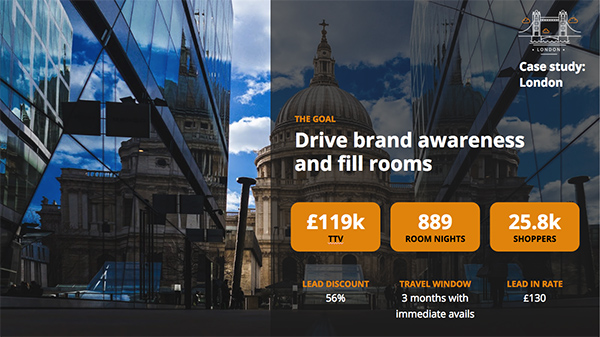 LONDON
Case study:
London
THE GOAL
Drive brand awareness
and fill rooms
£119k
TTV
889
ROOM NIGHTS
25.8k
SHOPPERS
LEAD DISCOUNT
56%
TRAVEL WINDOW
3 months with
immediate avails
LEAD IN RATE
£130